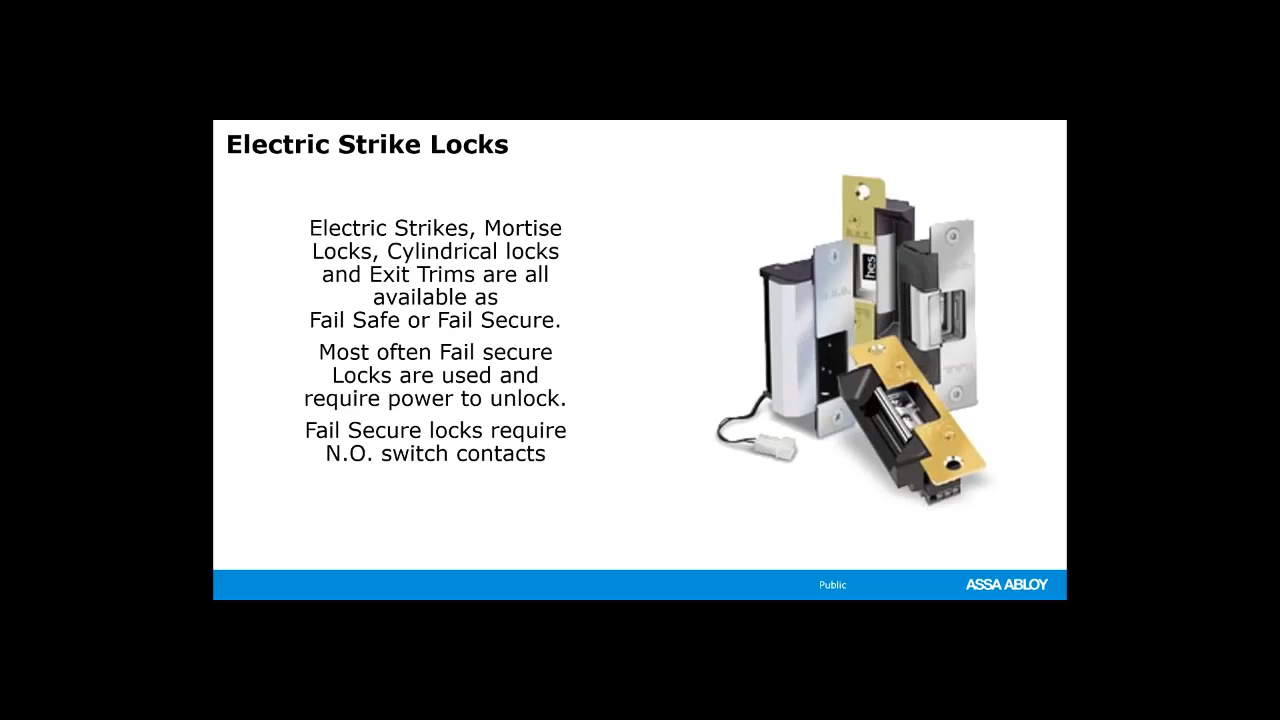 Electric Strike Locks
Electric Strikes, Mortise
Locks, Cylindrical locks
and Exit Trims are all
available as
Fail Safe or Fail Secure.
Most often Fail secure
Locks are used and
require power to unlock.
Fail Secure locks require
N.O. switch contacts
hes
Public
ASSA ABLOY